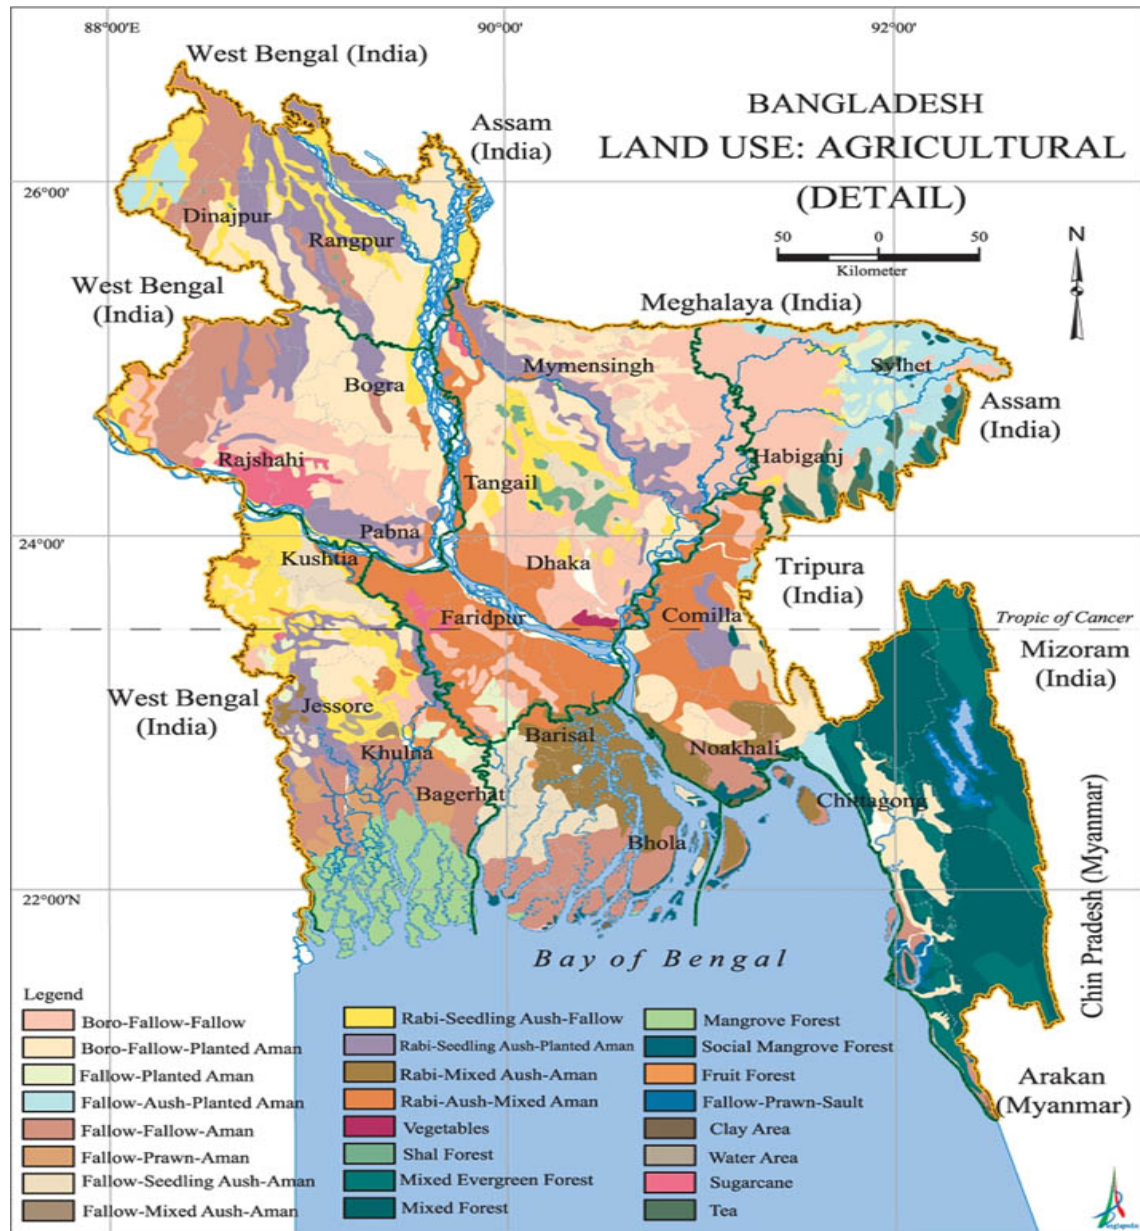 88°00'E
90°00'
92°00'
West Bengal (India)
Assam
(India)
BANGLADESH
LAND USE: AGRICULTURAL
(DETAIL)
26°00'
50
0
50
Kilometer
N
Dinajpur
Rangpur
West Bengal
(India)
Meghalaya (India)
Mymensingh
Sylhet
Bogra
Assam
(India)
Rajshahi
Habiganj
Tangail
Pabna
24°00'
Kushtia
Dhaka
Tripura
(India)
Faridpur
Comilla
Tropic of Cancer
Mizoram
(India)
West Bengal
(India)
Jessore
Khulna
Barisal
Noakhali
Bagerhat
Chittagong
Bhola
22°00'N
Chin Pradesh (Myanmar)
Bay of Bengal
Arakan
(Myanmar)
Legend
Boro-Fallow-Fallow
Boro-Fallow-Planted Aman
Fallow-Planted Aman
Fallow-Aush-Planted Aman
Fallow-Fallow-Aman
Fallow-Prawn-Aman
Fallow-Seedling Aush-Aman
Fallow-Mixed Aush-Aman
Rabi-Seedling Aush-Fallow
Rabi-Seedling Aush-Planted Aman
Rabi-Mixed Aush-Aman
Rabi-Aush-Mixed Aman
Vegetables
Shal Forest
Mixed Evergreen Forest
Mixed Forest
Mangrove Forest
Social Mangrove Forest
Fruit Forest
Fallow-Prawn-Sault
Clay Area
Water Area
Sugarcane
Tea